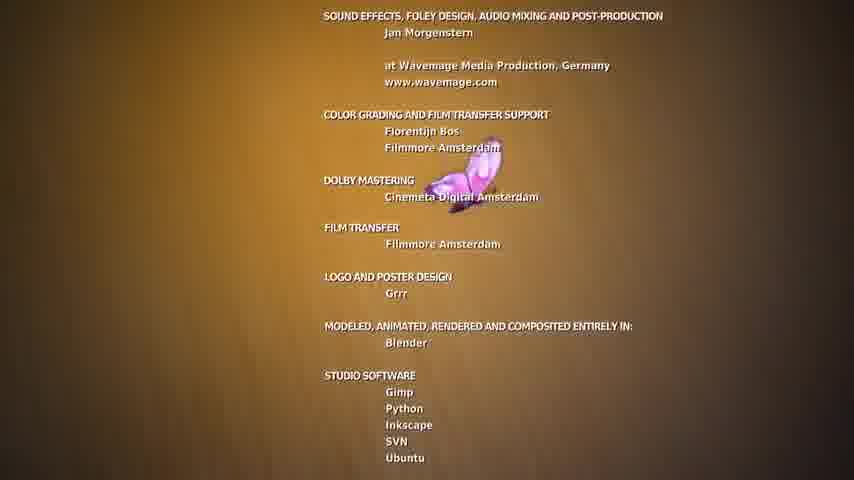 SOUND EFFECTS, FOLEY DESIGN, AUDIO MIXING AND POST-PRODUCTION
Jan Morgenstern
at Wavemage Media Production, Germany
www.wavemage.com
COLOR GRADING AND FILM TRANSFER SUPPORT
Florentijn Bos
Filmmore Amsterdam
DOLBY MASTERING
Cinemeta Digital Amsterdam
FILM TRANSFER
Filmmore Amsterdam
LOGO AND POSTER DESIGN
Grrr
MODELED, ANIMATED, RENDERED AND COMPOSITED ENTIRELY IN:
Blender
STUDIO SOFTWARE
Gimp
Python
Inkscape
SVN
Ubuntu